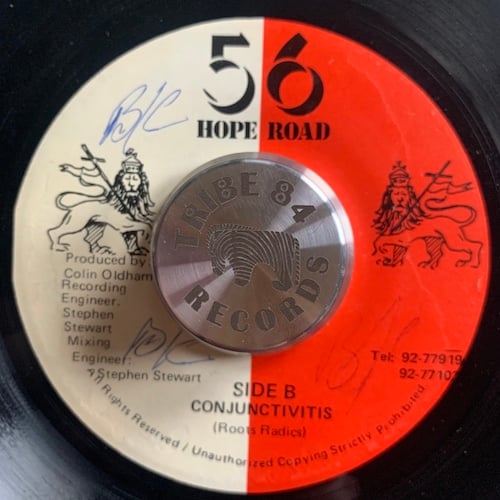 56
HOPE ROAD
B/C
TRIBE 84
RECORDS
Produced by
Colin Oldham
Recording
Engineer.
Stephen
Stewart
Mixing
Engineer:
Stephen Stewart
Tel: 92-77919
92-7710
SIDE B
CONJUNCTIVITIS
(Roots Radics)
All Rights Reserved / Unauthorized Copying Strictly Prohibited